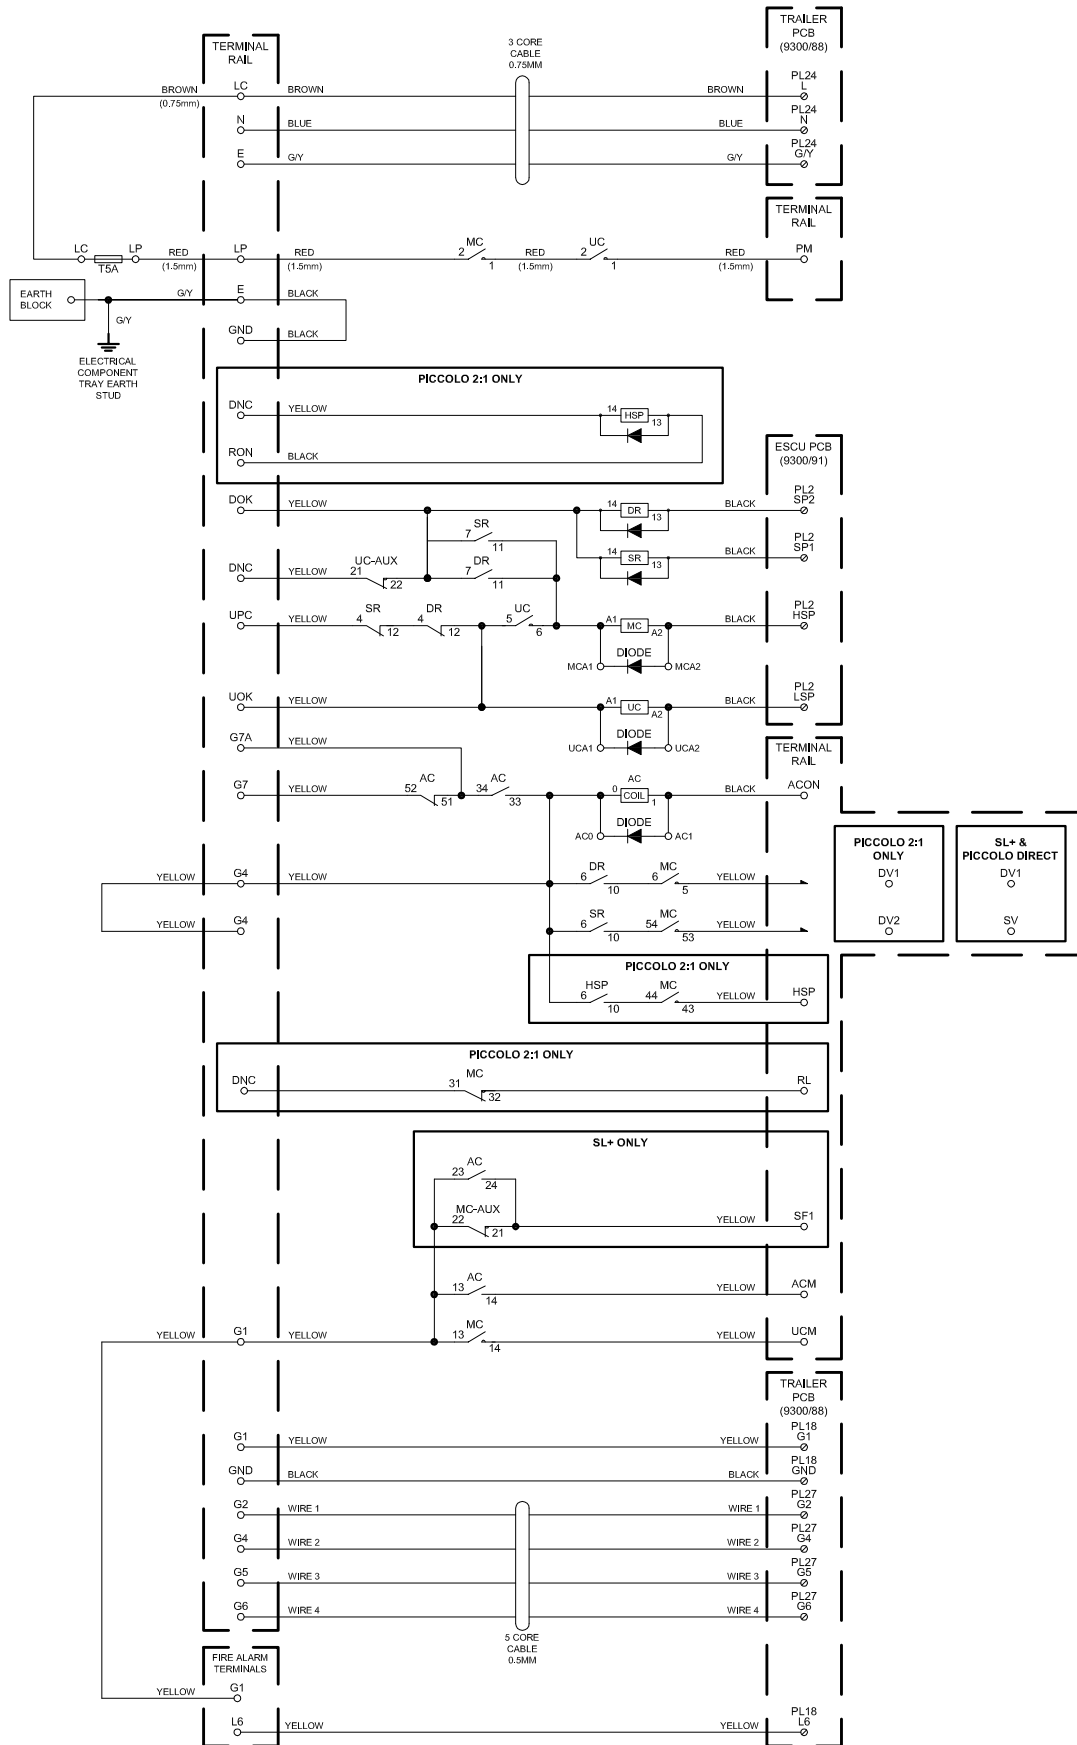 TRAILER
PCB
(9300/88)
TERMINAL
RAIL
3 CORE
CABLE
0.75MM
PL24
BROWN LC BROWN BROWN L
(0.75mm)
PL24
N BLUE BLUE N
PL24
E G/Y G/Y G/Y
TERMINAL
RAIL
LC LP RED LP RED 2 MC 1 RED 2 UC 1 RED PM
T5A (1.5mm) (1.5mm) (1.5mm) (1.5mm)
EARTH
BLOCK
G/Y E BLACK
G/Y
GND BLACK
ELECTRICAL
COMPONENT
TRAY EARTH
STUD
PICCOLO 2:1 ONLY
DNC YELLOW 14 HSP 13
RON BLACK
ESCU PCB
(9300/91)
PL2
DOK YELLOW 14 DR 13 BLACK SP2
7 SR 11
PL2
14 SR 13 BLACK SP1
DNC YELLOW UC-AUX 21 22 7 DR 11
PL2
UPC YELLOW 4 SR 12 4 DR 12 5 UC 6 A1 MC A2 BLACK HSP
DIODE
MCA1 MCA2
PL2
UOK YELLOW A1 UC A2 BLACK LSP
DIODE
UCA1 UCA2
G7A YELLOW
TERMINAL
RAIL
G7 YELLOW 52 AC 51 34 AC 33 AC 0 COIL 1 BLACK ACON
DIODE
AC0 AC1
PICCOLO 2:1
ONLY
DV1
DV2
SL+ &
PICCOLO DIRECT
DV1
SV
YELLOW G4 YELLOW 6 DR 10 6 MC 5 YELLOW
YELLOW G4 6 SR 10 54 MC 53 YELLOW
PICCOLO 2:1 ONLY
6 HSP 10 44 MC 43 YELLOW HSP
PICCOLO 2:1 ONLY
DNC 31 MC 32 RL
SL+ ONLY
23 AC 24
MC-AUX
22 21 YELLOW SF1
13 AC 14 YELLOW ACM
YELLOW G1 YELLOW 13 MC 14 YELLOW UCM
TRAILER
PCB
(9300/88)
PL18
G1 YELLOW YELLOW G1
PL18
GND BLACK BLACK GND
PL27
G2 WIRE 1 WIRE 1 G2
PL27
G4 WIRE 2 WIRE 2 G4
PL27
G5 WIRE 3 WIRE 3 G5
PL27
G6 WIRE 4 WIRE 4 G6
5 CORE
CABLE
0.5MM
FIRE ALARM
TERMINALS
YELLOW G1
PL18
L6 YELLOW YELLOW L6